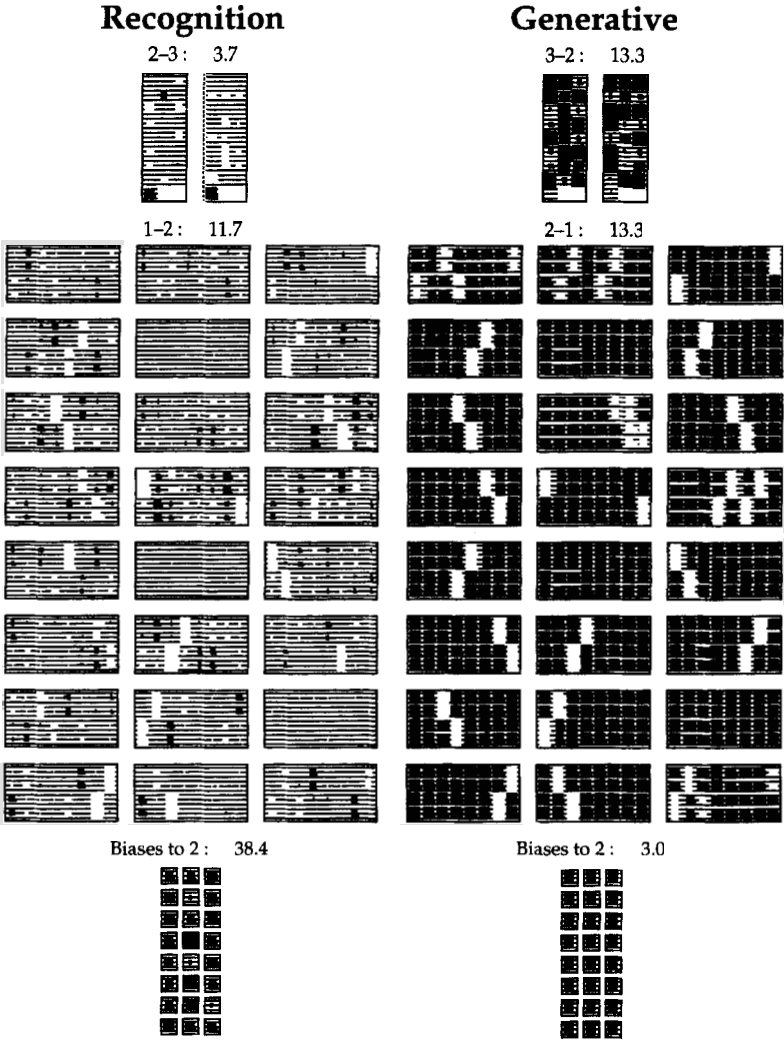 Recognition Generative
2–3 : 3.7 3–2 : 13.3
1–2 : 11.7 2–1 : 13.3
Biases to 2 : 38.4 Biases to 2 : 3.0